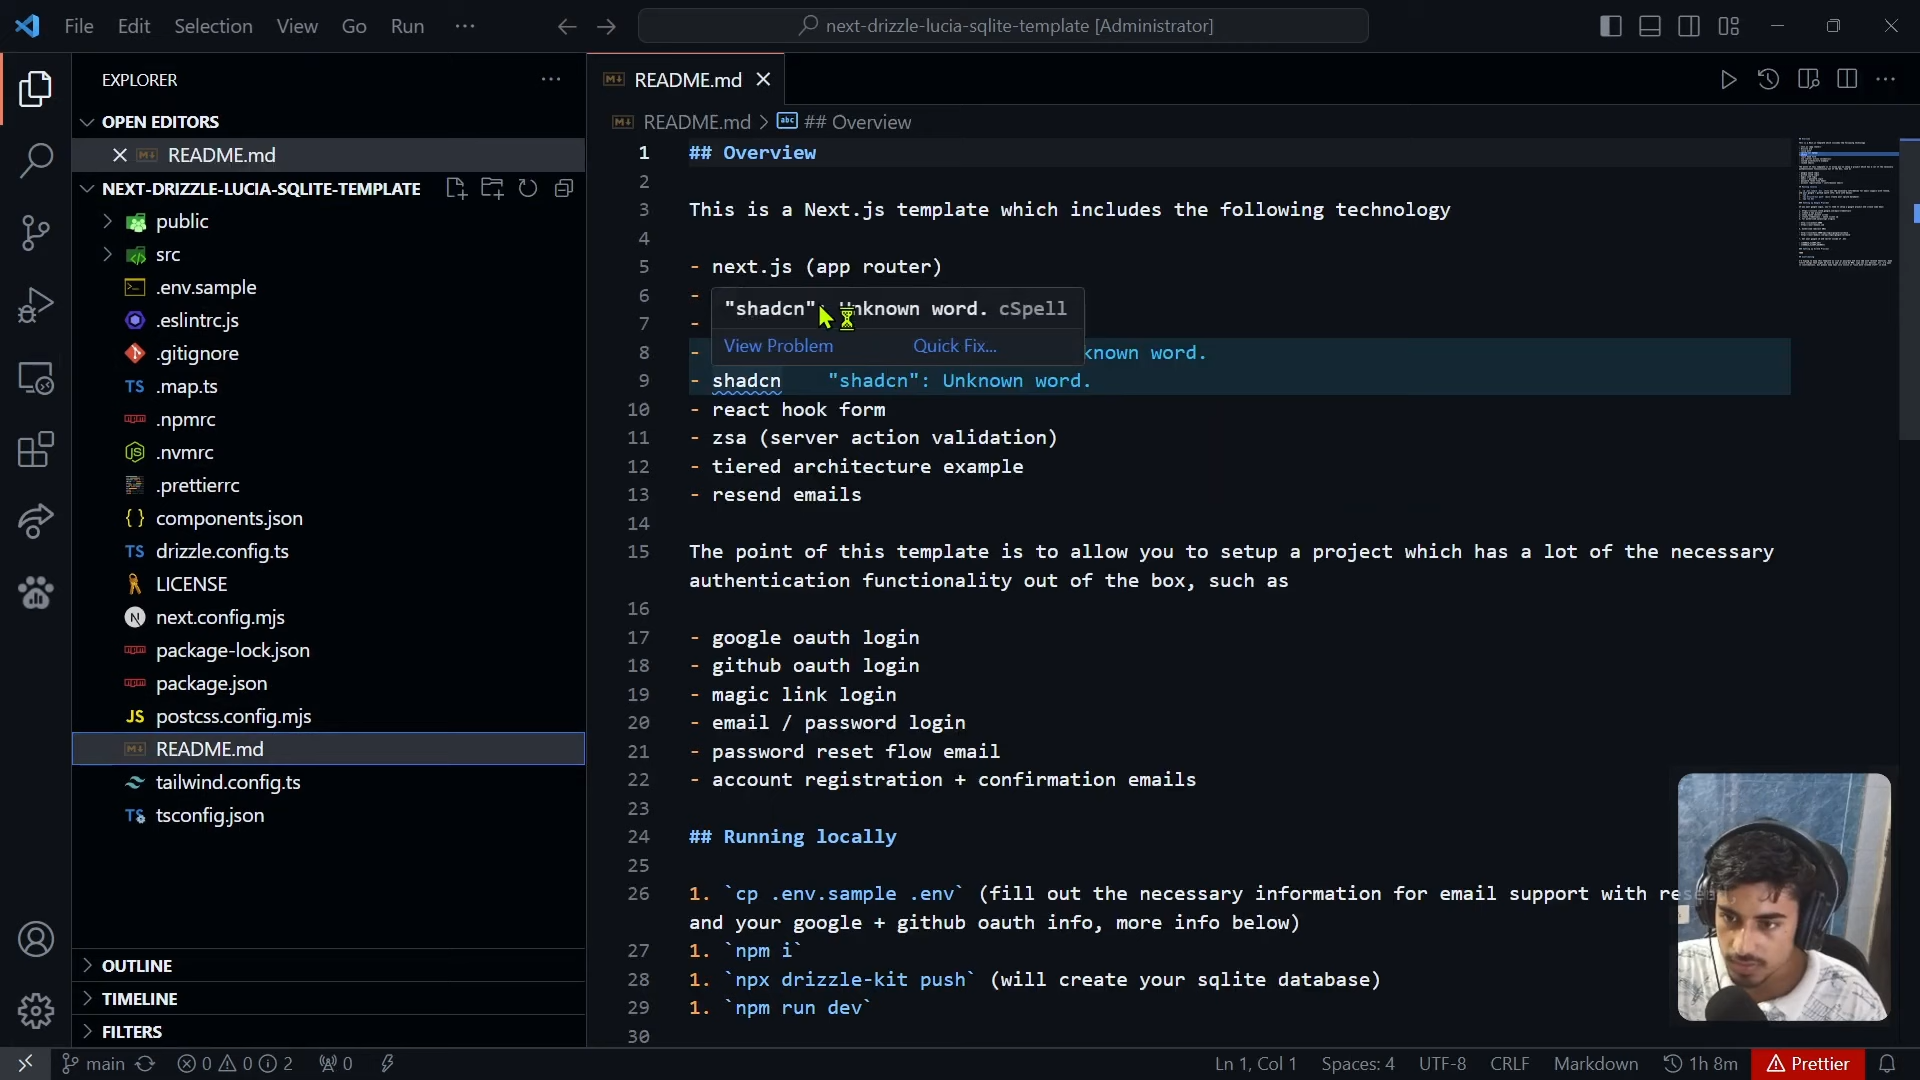 File Edit Selection View Go Run ···
next-drizzle-lucia-sqlite-template [Administrator]
EXPLORER
OPEN EDITORS
README.md
NEXT-DRIZZLE-LUCIA-SQLITE-TEMPLATE
public
src
.env.sample
.eslintrc.js
.gitignore
TS .map.ts
.npmrc
.nvmrc
.prettierrc
{ } components.json
TS drizzle.config.ts
LICENSE
next.config.mjs
package-lock.json
package.json
JS postcss.config.mjs
README.md
tailwind.config.ts
TS tsconfig.json
OUTLINE
TIMELINE
FILTERS
README.md
README.md > abc ## Overview
1 ## Overview
2
3 This is a Next.js template which includes the following technology
4
5 - next.js (app router)
6 -
7 -
"shadcn": Unknown word. cSpell
View Problem Quick Fix...
8 - known word.
9 - shadcn "shadcn": Unknown word.
10 - react hook form
11 - zsa (server action validation)
12 - tiered architecture example
13 - resend emails
14
15 The point of this template is to allow you to setup a project which has a lot of the necessary
authentication functionality out of the box, such as
16
17 - google oauth login
18 - github oauth login
19 - magic link login
20 - email / password login
21 - password reset flow email
22 - account registration + confirmation emails
23
24 ## Running locally
25
26 1. `cp .env.sample .env` (fill out the necessary information for email support with
and your google + github oauth info, more info below)
27 1. `npm i`
28 1. `npx drizzle-kit push` (will create your sqlite database)
29 1. `npm run dev`
30
main 0 0 2 0 Ln 1, Col 1 Spaces: 4 UTF-8 CRLF Markdown 1h 8m Prettier